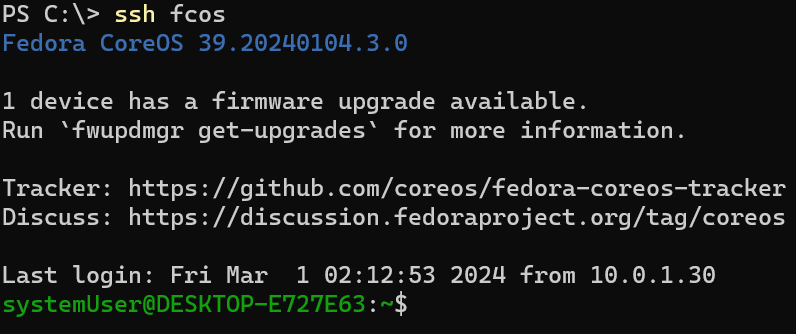 PS C:\> ssh fcos
Fedora CoreOS 39.20240104.3.0
1 device has a firmware upgrade available.
Run `fwupdmgr get-upgrades` for more information.
Tracker: https://github.com/coreos/fedora-coreos-tracker
Discuss: https://discussion.fedoraproject.org/tag/coreos
Last login: Fri Mar  1 02:12:53 2024 from 10.0.1.30
systemUser@DESKTOP-E727E63:~$